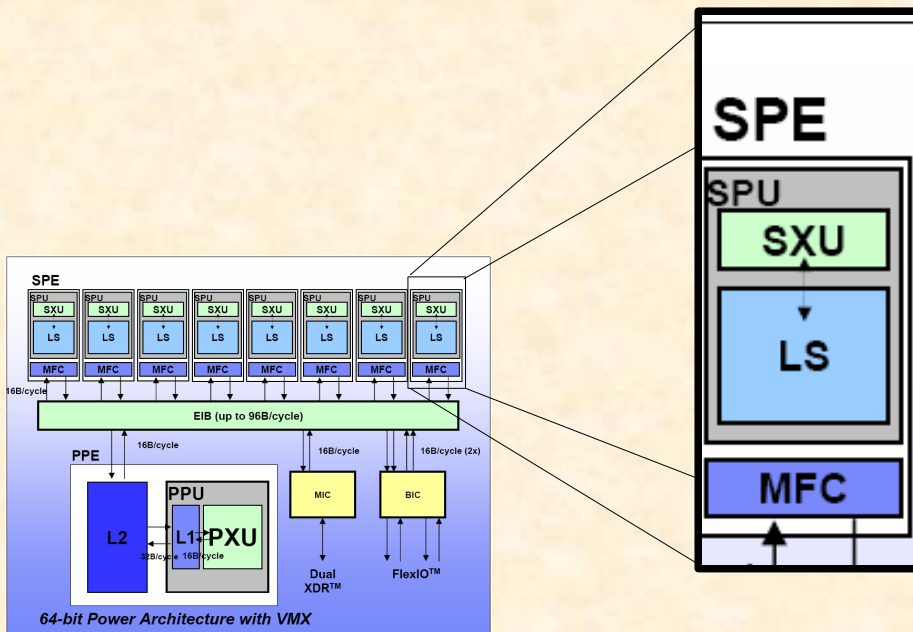 SPE
SPU SPU SPU SPU SPU SPU SPU SPU
SXU SXU SXU SXU SXU SXU SXU SXU
LS LS LS LS LS LS LS LS
MFC MFC MFC MFC MFC MFC MFC MFC
16B/cycle
EIB (up to 96B/cycle)
16B/cycle
16B/cycle
16B/cycle (2x)
PPE
PPU
L2
L1
PXU
32B/cycle
16B/cycle
MIC
BIC
Dual
XDR™
FlexIO™
64-bit Power Architecture with VMX
SPE
SPU
SXU
LS
MFC